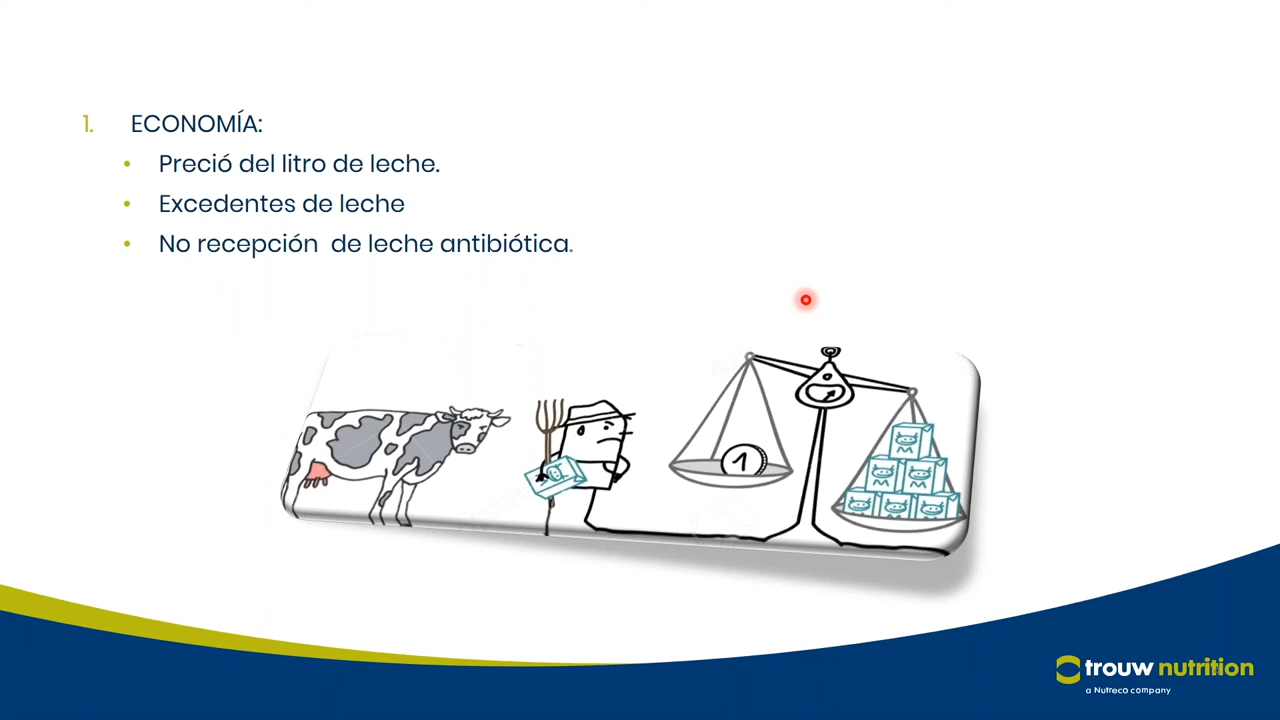 1. ECONOMÍA:
• Preció del litro de leche.
• Excedentes de leche
• No recepción  de leche antibiótica.
1
trouw nutrition
a Nutreco company